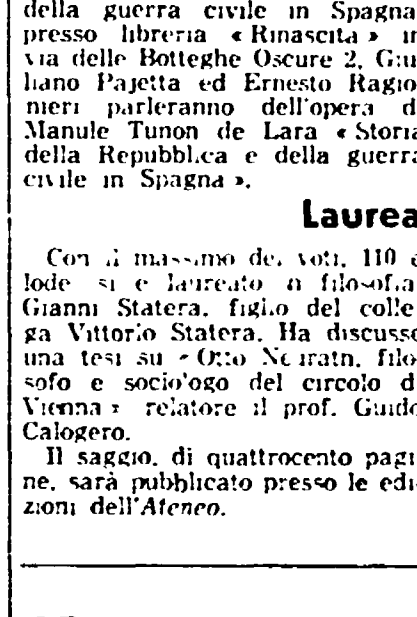 della guerra civile in Spagna
presso libreria « Rinascita » in
via delle Botteghe Oscure 2, Giu
liano Pajetta ed Ernesto Ragio
nieri parleranno dell'opera di
Manule Tunon de Lara « Storia
della Repubblica e della guerra
civile in Spagna ».
Laurea
Con il massimo dei voti, 110 e
lode si e laureato in filosofia
Gianni Statera, figlio del colle
ga Vittorio Statera. Ha discusso
una tesi su « Otto Neurath, filo
sofo e sociologo del circolo di
Vienna » relatore il prof. Guido
Calogero.
Il saggio, di quattrocento pagi
ne, sarà pubblicato presso le edi
zioni dell'Ateneo.